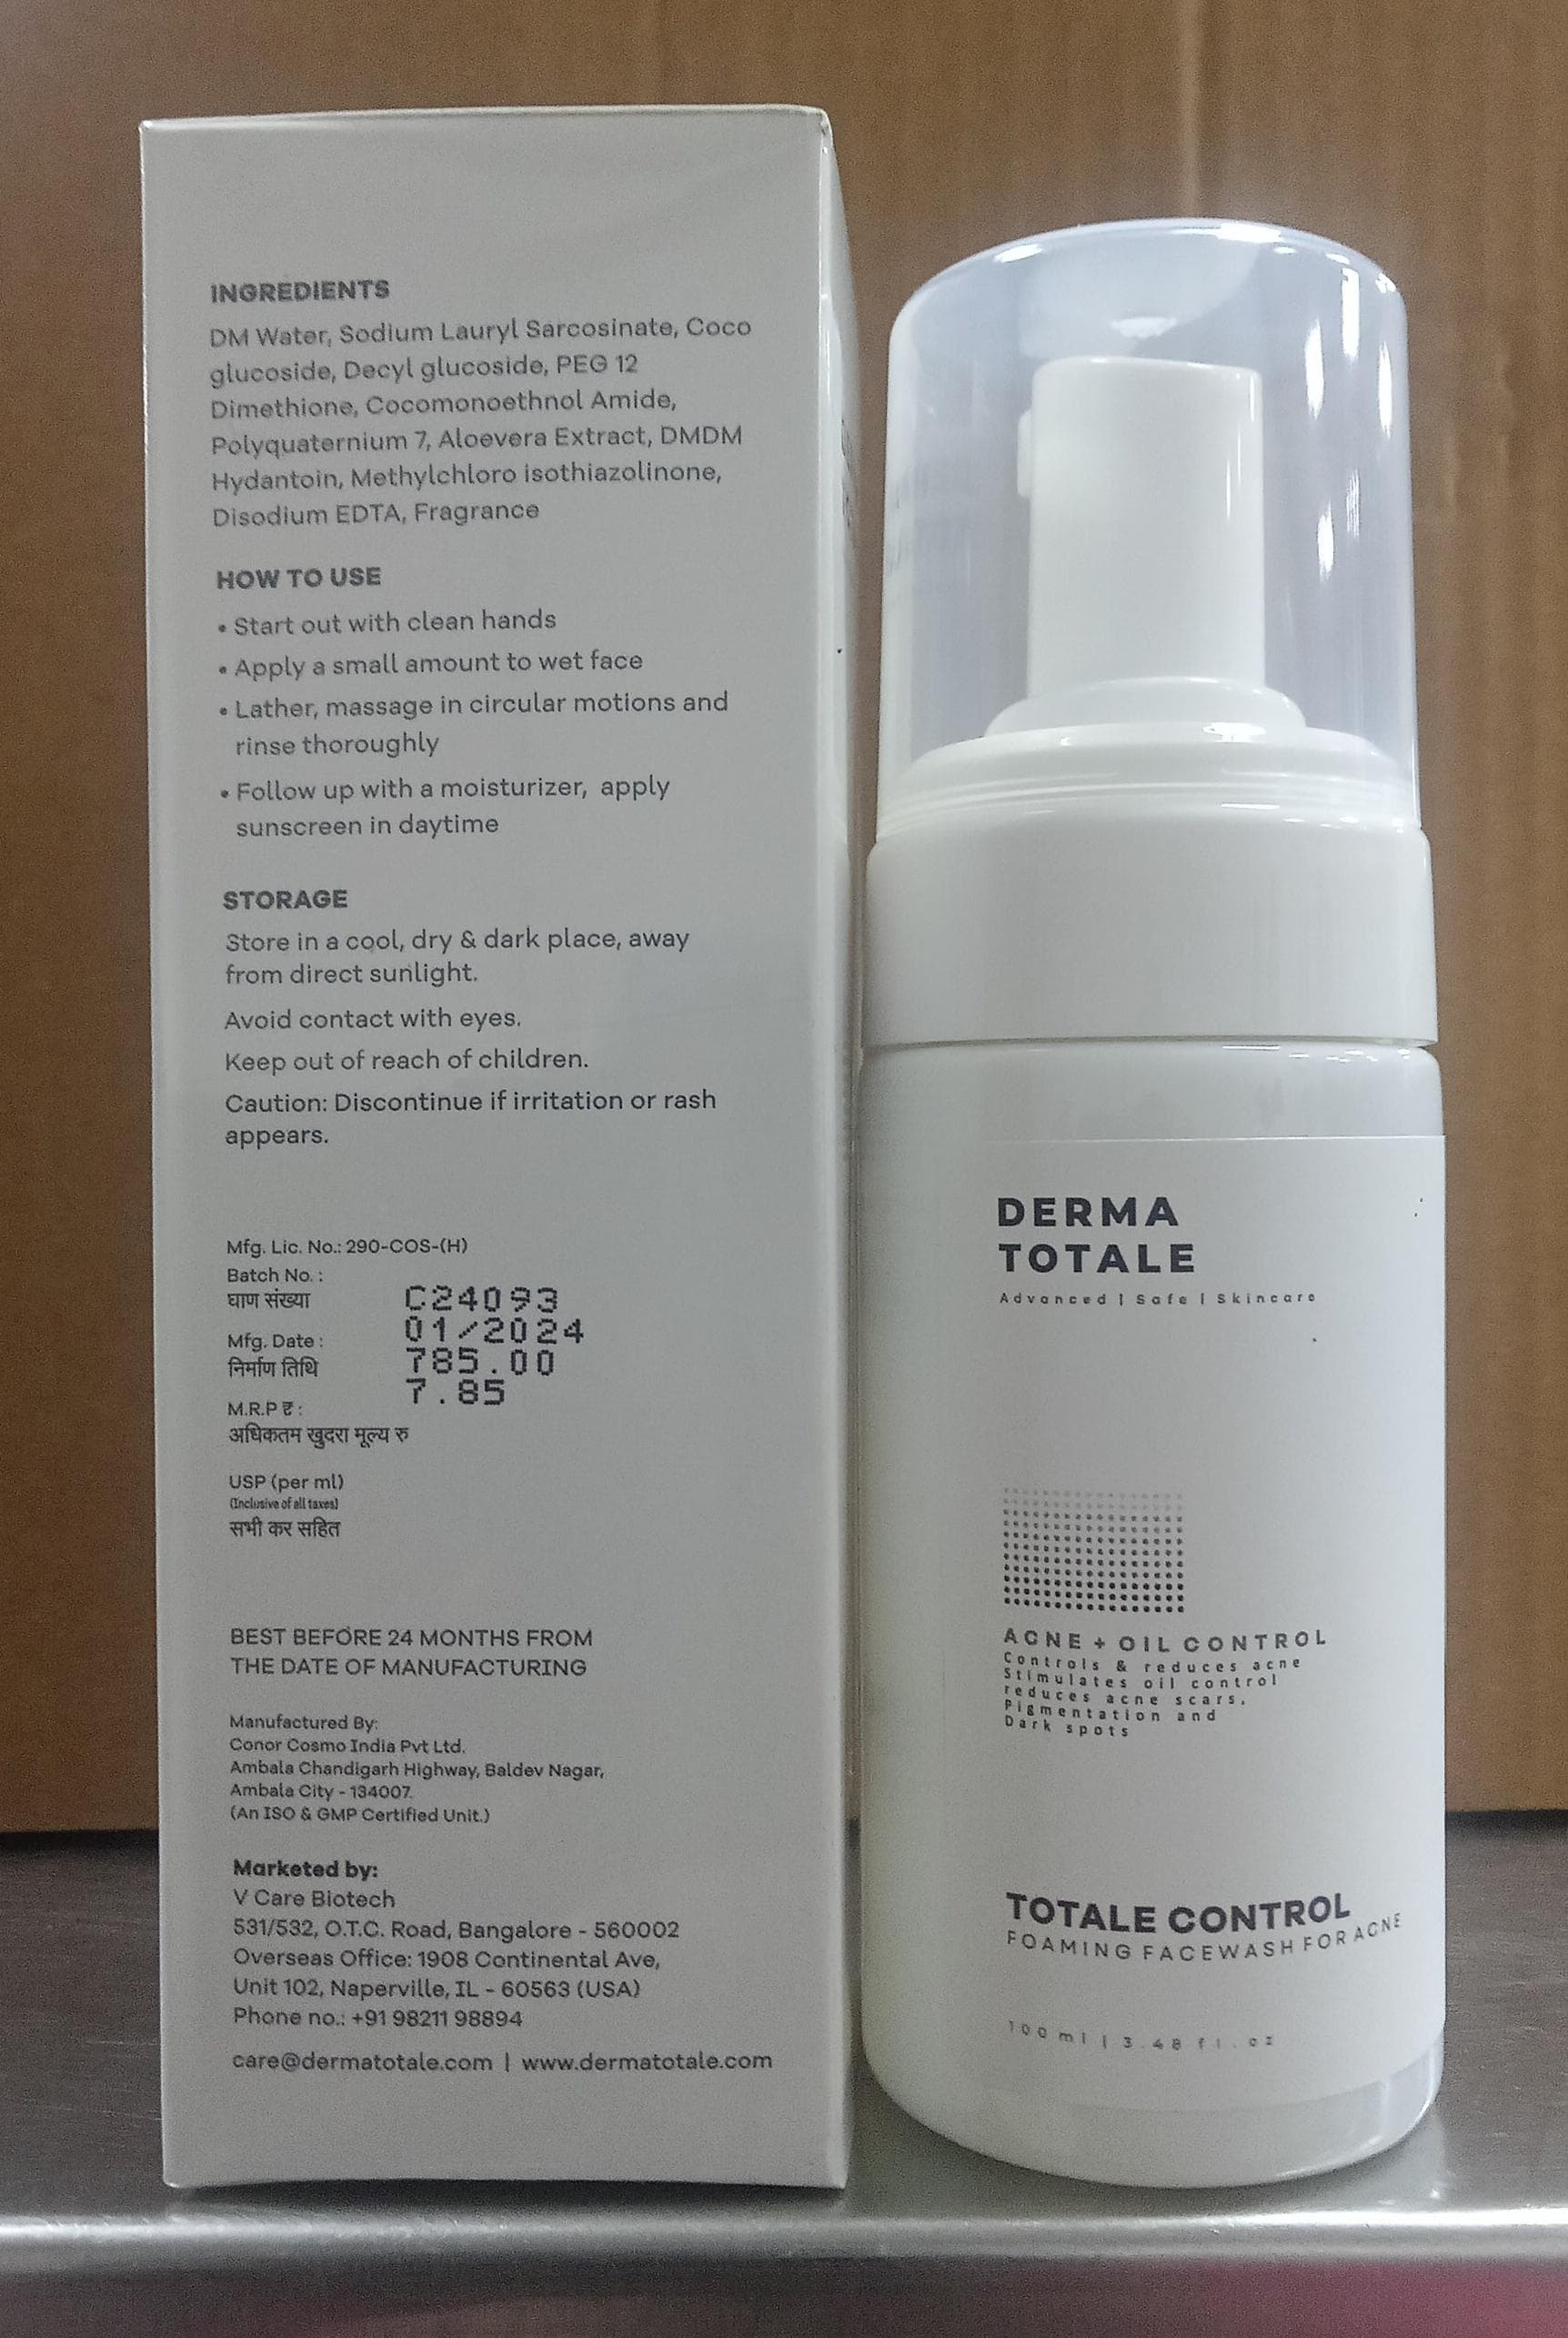 INGREDIENTS
DM Water, Sodium Lauryl Sarcosinate, Coco
glucoside, Decyl glucoside, PEG 12
Dimethione, Cocomonoethnol Amide,
Polyquaternium 7, Aloevera Extract, DMDM
Hydantoin, Methylchloro isothiazolinone,
Disodium EDTA, Fragrance
HOW TO USE
• Start out with clean hands
• Apply a small amount to wet face
• Lather, massage in circular motions and
rinse thoroughly
• Follow up with a moisturizer, apply
sunscreen in daytime
STORAGE
Store in a cool, dry & dark place, away
from direct sunlight.
Avoid contact with eyes.
Keep out of reach of children.
Caution: Discontinue if irritation or rash
appears.
Mfg. Lic. No.: 290-COS-(H)
Batch No. :
घाण संख्या
C24093
Mfg. Date :
01/2024
निर्माण तिथि
785.00
7.85
M.R.P ₹ :
अधिकतम खुदरा मूल्य रु
USP (per ml)
(Inclusive of all taxes)
सभी कर सहित
BEST BEFORE 24 MONTHS FROM
THE DATE OF MANUFACTURING
Manufactured By:
Conor Cosmo India Pvt Ltd.
Ambala Chandigarh Highway, Baldev Nagar,
Ambala City - 134007.
(An ISO & GMP Certified Unit.)
Marketed by:
V Care Biotech
531/532, O.T.C. Road, Bangalore - 560002
Overseas Office: 1908 Continental Ave,
Unit 102, Naperville, IL - 60563 (USA)
Phone no.: +91 98211 98894
care@dermatotale.com | www.dermatotale.com
DERMA
TOTALE
Advanced | Safe | Skincare
ACNE + OIL CONTROL
Controls & reduces acne
Stimulates oil control
reduces acne scars,
Pigmentation and
Dark spots
TOTALE CONTROL
FOAMING FACEWASH FOR ACNE
100 ml | 3.48 fl. oz